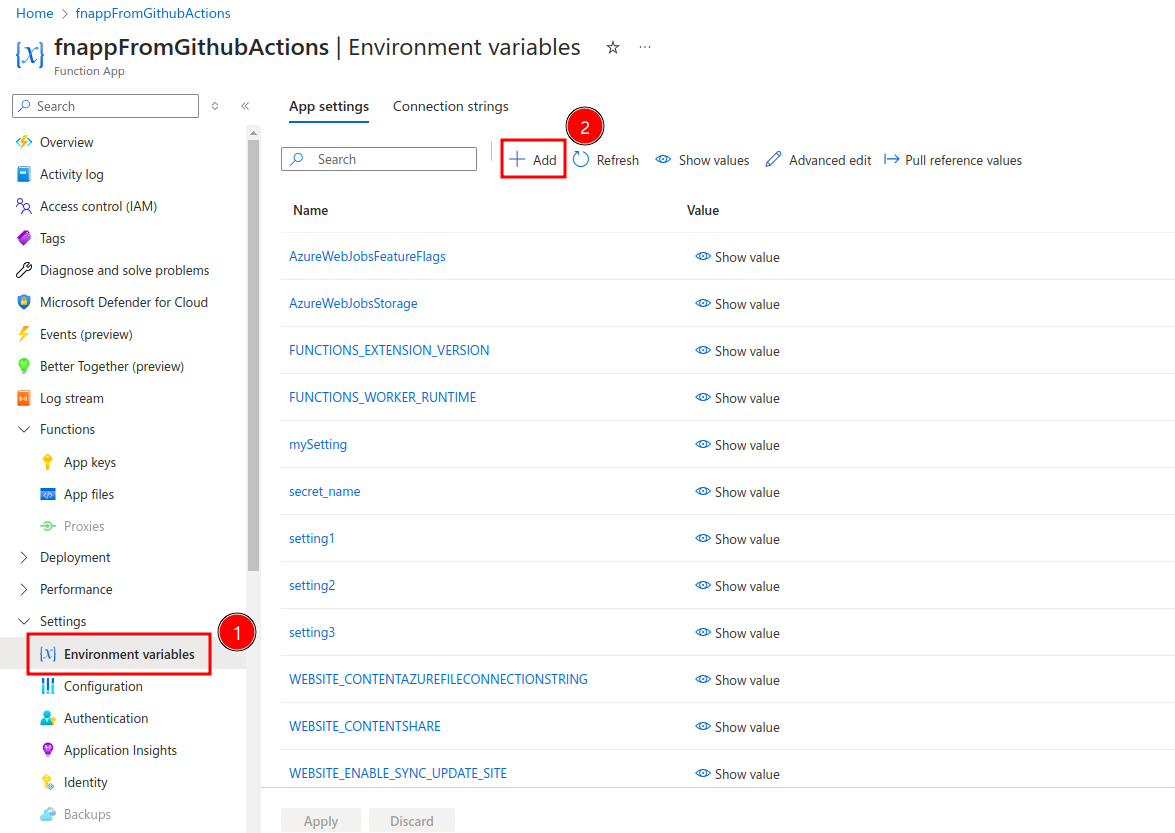 Home > fnappFromGithubActions
fnappFromGithubActions | Environment variables
Function App
Search
Overview
Activity log
Access control (IAM)
Tags
Diagnose and solve problems
Microsoft Defender for Cloud
Events (preview)
Better Together (preview)
Log stream
Functions
App keys
App files
Proxies
Deployment
Performance
Settings
1
Environment variables
Configuration
Authentication
Application Insights
Identity
Backups
App settings Connection strings
2
Search Add Refresh Show values Advanced edit Pull reference values
Name Value
AzureWebJobsFeatureFlags Show value
AzureWebJobsStorage Show value
FUNCTIONS_EXTENSION_VERSION Show value
FUNCTIONS_WORKER_RUNTIME Show value
mySetting Show value
secret_name Show value
setting1 Show value
setting2 Show value
setting3 Show value
WEBSITE_CONTENTAZUREFILECONNECTIONSTRING Show value
WEBSITE_CONTENTSHARE Show value
WEBSITE_ENABLE_SYNC_UPDATE_SITE Show value
Apply Discard